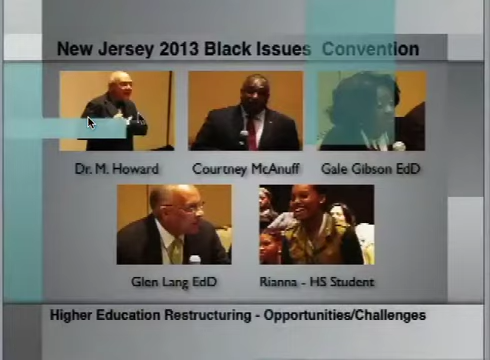 New Jersey 2013 Black Issues Convention
Dr. M. Howard
Courtney McAnuff
Gale Gibson EdD
Glen Lang EdD
Rianna - HS Student
Higher Education Restructuring - Opportunities/Challenges